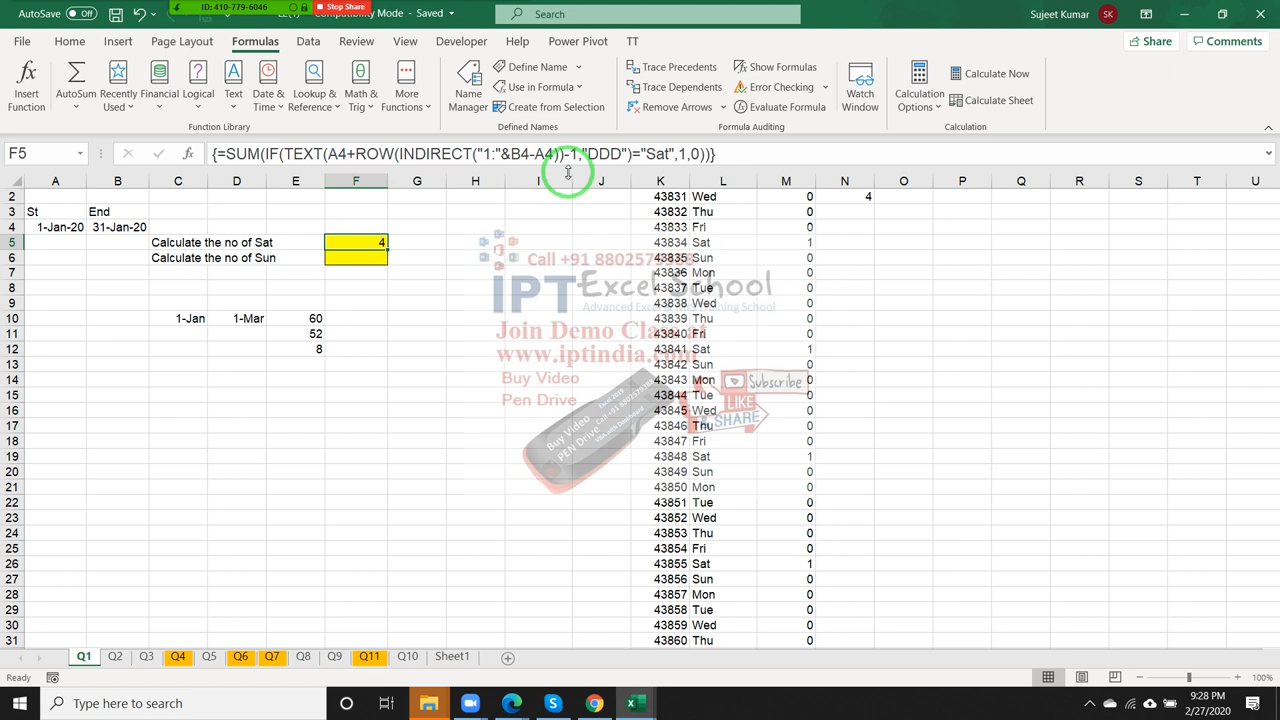 AutoSave Off
ID: 410-779-6046
Stop Share
Compatibility Mode - Excel
Search
Sujeet Kumar
SK
File Home Insert Page Layout Formulas Data Review View Developer Help Power Pivot TT
Share Comments
Insert Function
AutoSum
Recently Used
Financial
Logical
Text
Date & Time
Lookup & Reference
Math & Trig
More Functions
Function Library
Name Manager
Define Name
Use in Formula
Create from Selection
Defined Names
Trace Precedents
Trace Dependents
Remove Arrows
Show Formulas
Error Checking
Evaluate Formula
Formula Auditing
Watch Window
Calculation Options
Calculate Now
Calculate Sheet
Calculation
F5
fx
{=SUM(IF(TEXT(A4+ROW(INDIRECT("1:"&B4-A4))-1,"DDD")="Sat",1,0))}
A B C D E F G H I J K L M N O P Q R S T U
2 43831 Wed 0 4
3 St End 43832 Thu 0
1-Jan-20 31-Jan-20 43833 Fri 0
5 Calculate the no of Sat 4 43834 Sat 1
6 Calculate the no of Sun 43835 Sun 0
7 43836 Mon 0
8 43837 Tue 0
9 43838 Wed 0
10 1-Jan 1-Mar 60 43839 Thu 0
11 52 43840 Fri 0
12 8 43841 Sat 1
13 43842 Sun 0
14 43843 Mon 0
15 43844 Tue 0
16 43845 Wed 0
17 43846 Thu 0
18 43847 Fri 0
19 43848 Sat 1
20 43849 Sun 0
21 43850 Mon 0
22 43851 Tue 0
23 43852 Wed 0
24 43853 Thu 0
25 43854 Fri 0
26 43855 Sat 1
27 43856 Sun 0
28 43857 Mon 0
29 43858 Tue 0
30 43859 Wed 0
31 43860 Thu 0
Call +91 8802579388
IPT Excel School
Join Demo Class at
www.iptindia.com
Buy Video
Pen Drive
Buy Video
PEN Drive
Subscribe
LIKE
SHARE
Q1 Q2 Q3 Q4 Q5 Q6 Q7 Q8 Q9 Q11 Q10 Sheet1
Ready
100%
Type here to search
9:28 PM
2/27/2020